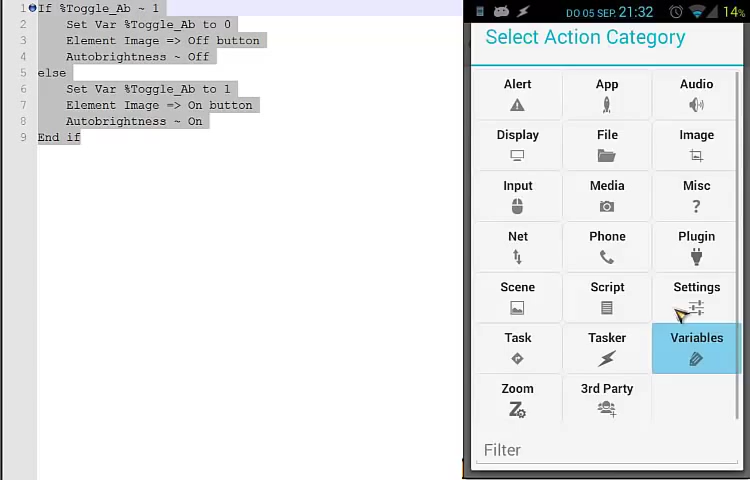 1 If %Toggle_Ab ~ 1
2 Set Var %Toggle_Ab to 0
3 Element Image => Off button
4 Autobrightness ~ Off
5 else
6 Set Var %Toggle_Ab to 1
7 Element Image => On button
8 Autobrightness ~ On
9 End if
DO 05 SEP. 21:32 14%
Select Action Category
Alert App Audio
Display File Image
Input Media Misc
Net Phone Plugin
Scene Script Settings
Task Tasker Variables
Zoom 3rd Party
Filter